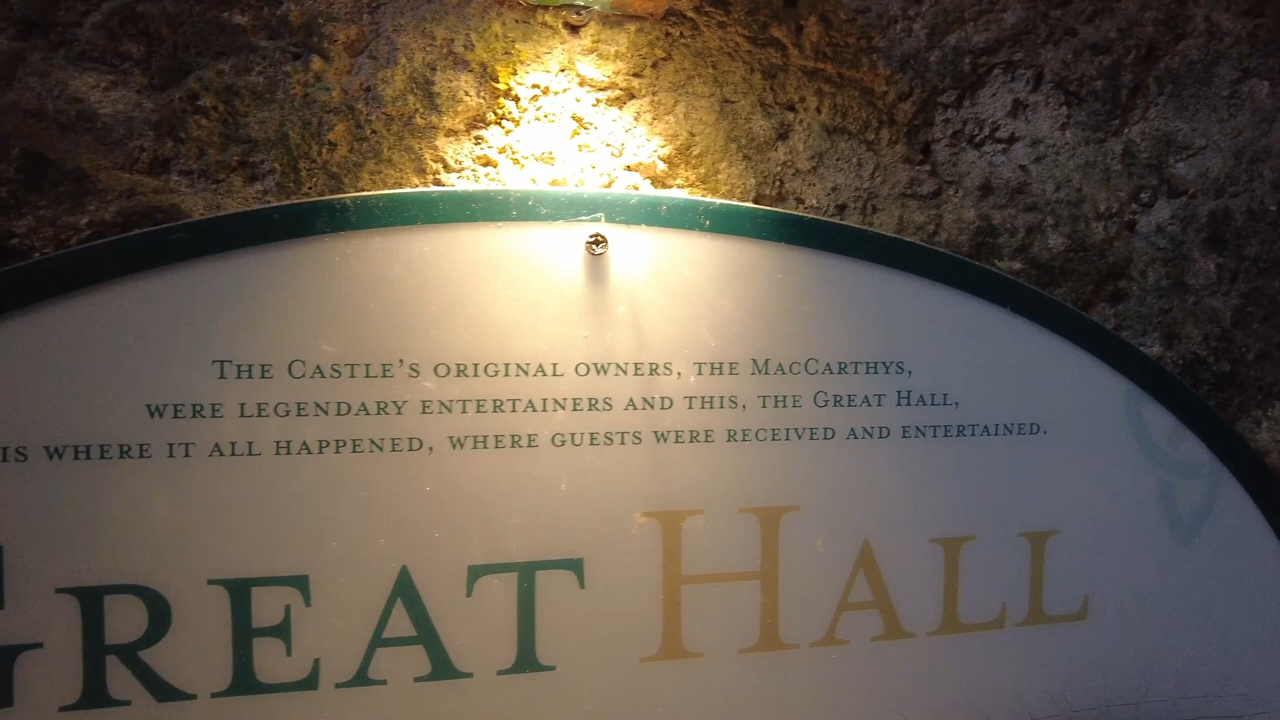 The Castle's original owners, the MacCarthys,
were legendary entertainers and this, the Great Hall,
is where it all happened, where guests were received and entertained.
Great Hall